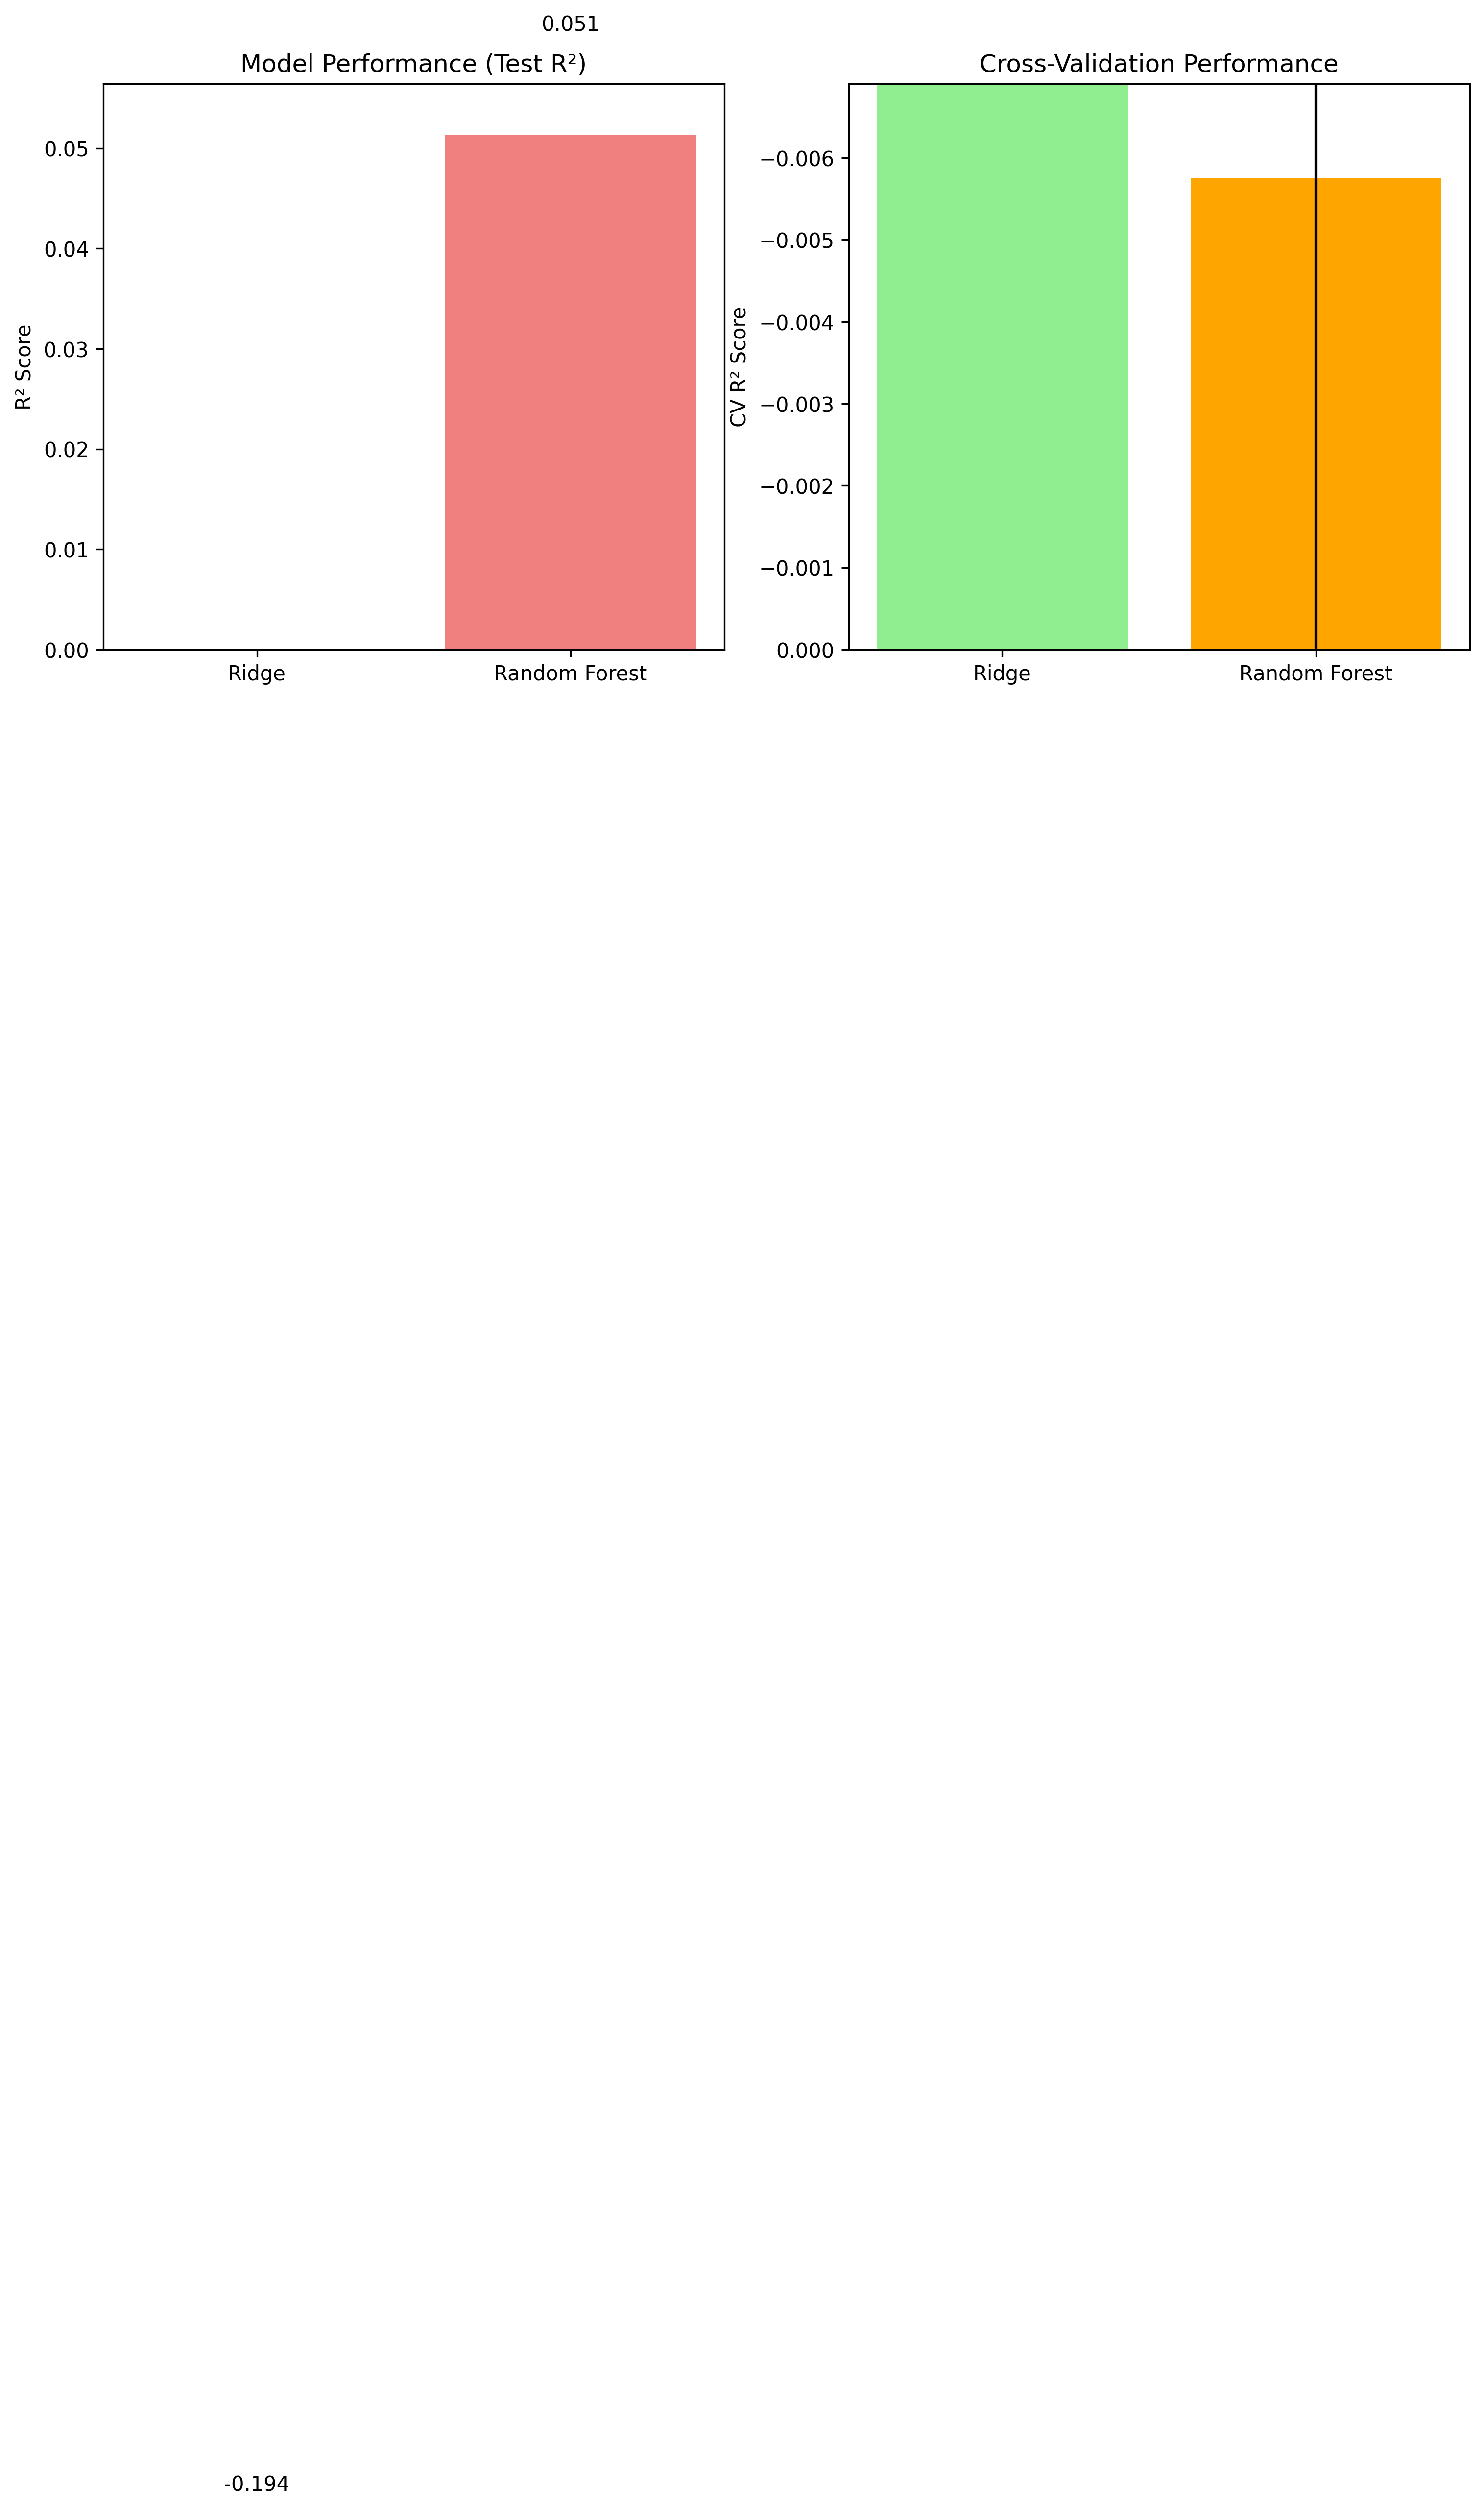 0.051
Model Performance (Test R²)
R² Score
0.05
0.04
0.03
0.02
0.01
0.00
Ridge
Random Forest
-0.194
Cross-Validation Performance
CV R² Score
−0.006
−0.005
−0.004
−0.003
−0.002
−0.001
0.000
Ridge
Random Forest